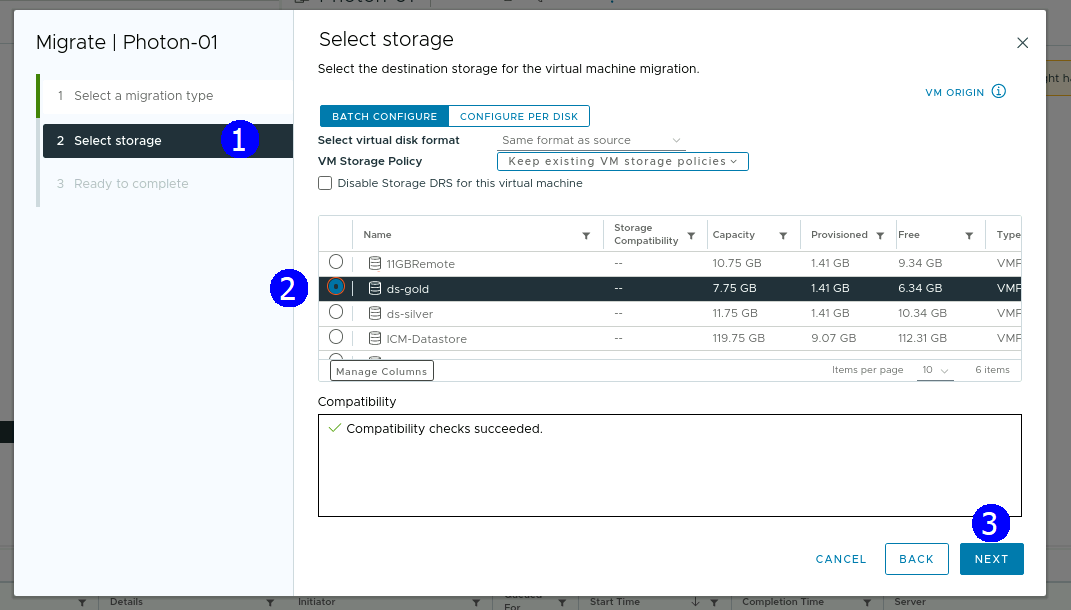 Migrate | Photon-01
1 Select a migration type
2 Select storage
1
3 Ready to complete
Select storage
Select the destination storage for the virtual machine migration.
VM ORIGIN
BATCH CONFIGURE CONFIGURE PER DISK
Select virtual disk format Same format as source
VM Storage Policy Keep existing VM storage policies
Disable Storage DRS for this virtual machine
Name Storage Compatibility Capacity Provisioned Free Type
11GBRemote -- 10.75 GB 1.41 GB 9.34 GB VMF
2
ds-gold -- 7.75 GB 1.41 GB 6.34 GB VMF
ds-silver -- 11.75 GB 1.41 GB 10.34 GB VMF
ICM-Datastore -- 119.75 GB 9.07 GB 112.31 GB VMF
Manage Columns Items per page 10 6 items
Compatibility
Compatibility checks succeeded.
3
CANCEL BACK NEXT
Details Initiator Queued For Start Time Completion Time Server